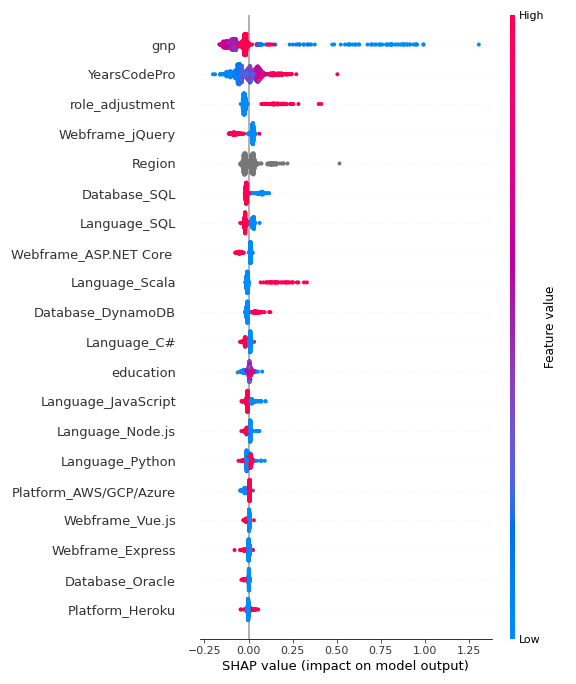 High
gnp
YearsCodePro
role_adjustment
Webframe_jQuery
Region
Database_SQL
Language_SQL
Webframe_ASP.NET Core
Language_Scala
Database_DynamoDB
Language_C#
education
Language_JavaScript
Language_Node.js
Language_Python
Platform_AWS/GCP/Azure
Webframe_Vue.js
Webframe_Express
Database_Oracle
Platform_Heroku
Feature value
Low
−0.25 0.00 0.25 0.50 0.75 1.00 1.25
SHAP value (impact on model output)